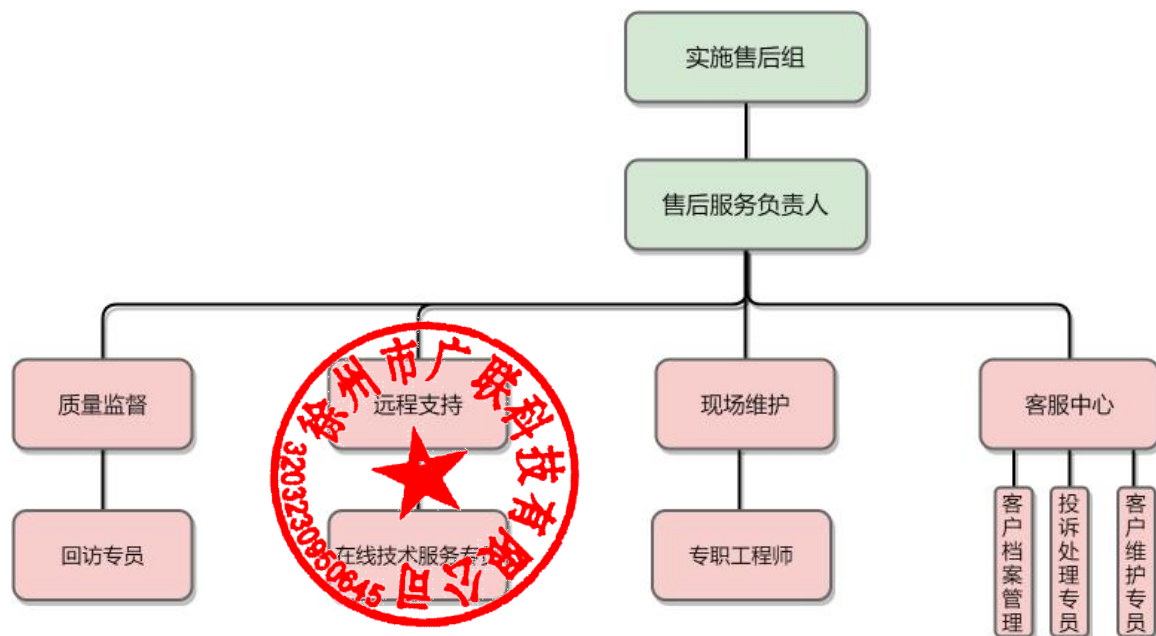 实施售后组
售后服务负责人
质量监督
远程支持
现场维护
客服中心
回访专员
在线技术服务专
专职工程师
客户档案管理
投诉处理专员
客户维护专员
徐州市广联科技有限公司
3203230950645